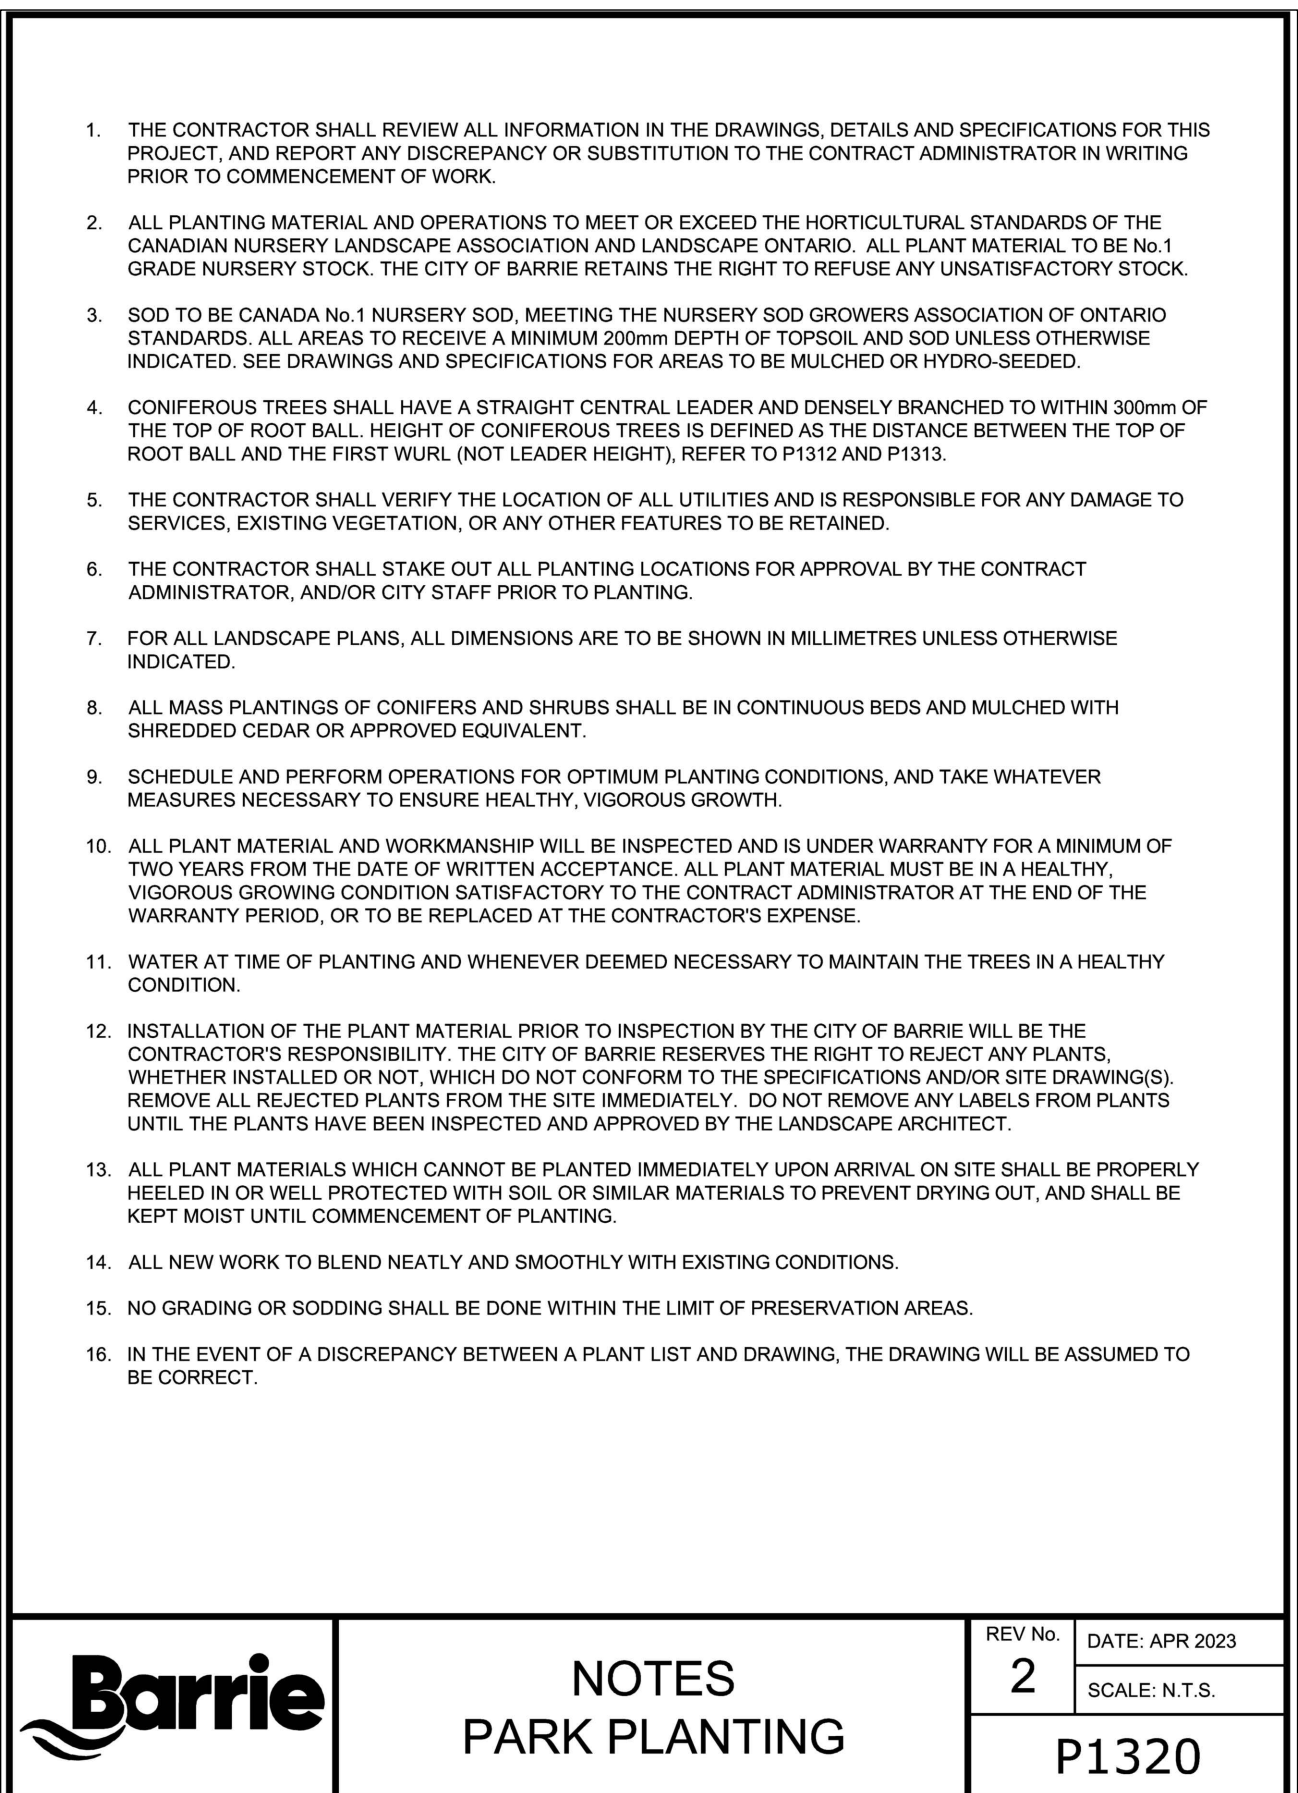 1. THE CONTRACTOR SHALL REVIEW ALL INFORMATION IN THE DRAWINGS, DETAILS AND SPECIFICATIONS FOR THIS
PROJECT, AND REPORT ANY DISCREPANCY OR SUBSTITUTION TO THE CONTRACT ADMINISTRATOR IN WRITING
PRIOR TO COMMENCEMENT OF WORK.
2. ALL PLANTING MATERIAL AND OPERATIONS TO MEET OR EXCEED THE HORTICULTURAL STANDARDS OF THE
CANADIAN NURSERY LANDSCAPE ASSOCIATION AND LANDSCAPE ONTARIO. ALL PLANT MATERIAL TO BE No.1
GRADE NURSERY STOCK. THE CITY OF BARRIE RETAINS THE RIGHT TO REFUSE ANY UNSATISFACTORY STOCK.
3. SOD TO BE CANADA No.1 NURSERY SOD, MEETING THE NURSERY SOD GROWERS ASSOCIATION OF ONTARIO
STANDARDS. ALL AREAS TO RECEIVE A MINIMUM 200mm DEPTH OF TOPSOIL AND SOD UNLESS OTHERWISE
INDICATED. SEE DRAWINGS AND SPECIFICATIONS FOR AREAS TO BE MULCHED OR HYDRO-SEEDED.
4. CONIFEROUS TREES SHALL HAVE A STRAIGHT CENTRAL LEADER AND DENSELY BRANCHED TO WITHIN 300mm OF
THE TOP OF ROOT BALL. HEIGHT OF CONIFEROUS TREES IS DEFINED AS THE DISTANCE BETWEEN THE TOP OF
ROOT BALL AND THE FIRST WURL (NOT LEADER HEIGHT), REFER TO P1312 AND P1313.
5. THE CONTRACTOR SHALL VERIFY THE LOCATION OF ALL UTILITIES AND IS RESPONSIBLE FOR ANY DAMAGE TO
SERVICES, EXISTING VEGETATION, OR ANY OTHER FEATURES TO BE RETAINED.
6. THE CONTRACTOR SHALL STAKE OUT ALL PLANTING LOCATIONS FOR APPROVAL BY THE CONTRACT
ADMINISTRATOR, AND/OR CITY STAFF PRIOR TO PLANTING.
7. FOR ALL LANDSCAPE PLANS, ALL DIMENSIONS ARE TO BE SHOWN IN MILLIMETRES UNLESS OTHERWISE
INDICATED.
8. ALL MASS PLANTINGS OF CONIFERS AND SHRUBS SHALL BE IN CONTINUOUS BEDS AND MULCHED WITH
SHREDDED CEDAR OR APPROVED EQUIVALENT.
9. SCHEDULE AND PERFORM OPERATIONS FOR OPTIMUM PLANTING CONDITIONS, AND TAKE WHATEVER
MEASURES NECESSARY TO ENSURE HEALTHY, VIGOROUS GROWTH.
10. ALL PLANT MATERIAL AND WORKMANSHIP WILL BE INSPECTED AND IS UNDER WARRANTY FOR A MINIMUM OF
TWO YEARS FROM THE DATE OF WRITTEN ACCEPTANCE. ALL PLANT MATERIAL MUST BE IN A HEALTHY,
VIGOROUS GROWING CONDITION SATISFACTORY TO THE CONTRACT ADMINISTRATOR AT THE END OF THE
WARRANTY PERIOD, OR TO BE REPLACED AT THE CONTRACTOR'S EXPENSE.
11. WATER AT TIME OF PLANTING AND WHENEVER DEEMED NECESSARY TO MAINTAIN THE TREES IN A HEALTHY
CONDITION.
12. INSTALLATION OF THE PLANT MATERIAL PRIOR TO INSPECTION BY THE CITY OF BARRIE WILL BE THE
CONTRACTOR'S RESPONSIBILITY. THE CITY OF BARRIE RESERVES THE RIGHT TO REJECT ANY PLANTS,
WHETHER INSTALLED OR NOT, WHICH DO NOT CONFORM TO THE SPECIFICATIONS AND/OR SITE DRAWING(S).
REMOVE ALL REJECTED PLANTS FROM THE SITE IMMEDIATELY. DO NOT REMOVE ANY LABELS FROM PLANTS
UNTIL THE PLANTS HAVE BEEN INSPECTED AND APPROVED BY THE LANDSCAPE ARCHITECT.
13. ALL PLANT MATERIALS WHICH CANNOT BE PLANTED IMMEDIATELY UPON ARRIVAL ON SITE SHALL BE PROPERLY
HEELED IN OR WELL PROTECTED WITH SOIL OR SIMILAR MATERIALS TO PREVENT DRYING OUT, AND SHALL BE
KEPT MOIST UNTIL COMMENCEMENT OF PLANTING.
14. ALL NEW WORK TO BLEND NEATLY AND SMOOTHLY WITH EXISTING CONDITIONS.
15. NO GRADING OR SODDING SHALL BE DONE WITHIN THE LIMIT OF PRESERVATION AREAS.
16. IN THE EVENT OF A DISCREPANCY BETWEEN A PLANT LIST AND DRAWING, THE DRAWING WILL BE ASSUMED TO
BE CORRECT.
Barrie
NOTES
PARK PLANTING
REV No.
2
DATE: APR 2023
SCALE: N.T.S.
P1320